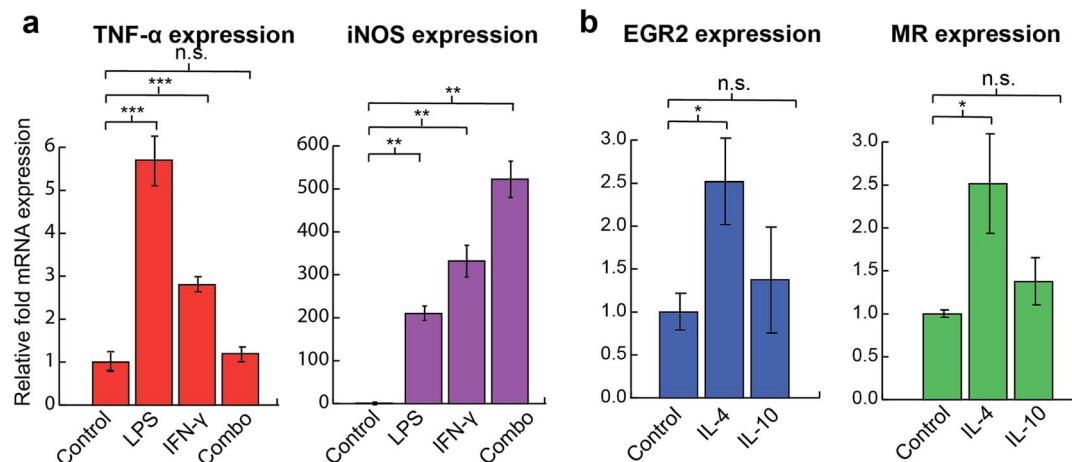 a
TNF-α expression
n.s.
***
***
Relative fold mRNA expression
6
5
4
3
2
1
0
Control
LPS
IFN-γ
Combo
iNOS expression
**
**
**
600
500
400
300
200
100
0
Control
LPS
IFN-γ
Combo
b
EGR2 expression
n.s.
*
3.0
2.5
2.0
1.5
1.0
0.5
0.0
Control
IL-4
IL-10
MR expression
n.s.
*
3.0
2.5
2.0
1.5
1.0
0.5
0.0
Control
IL-4
IL-10